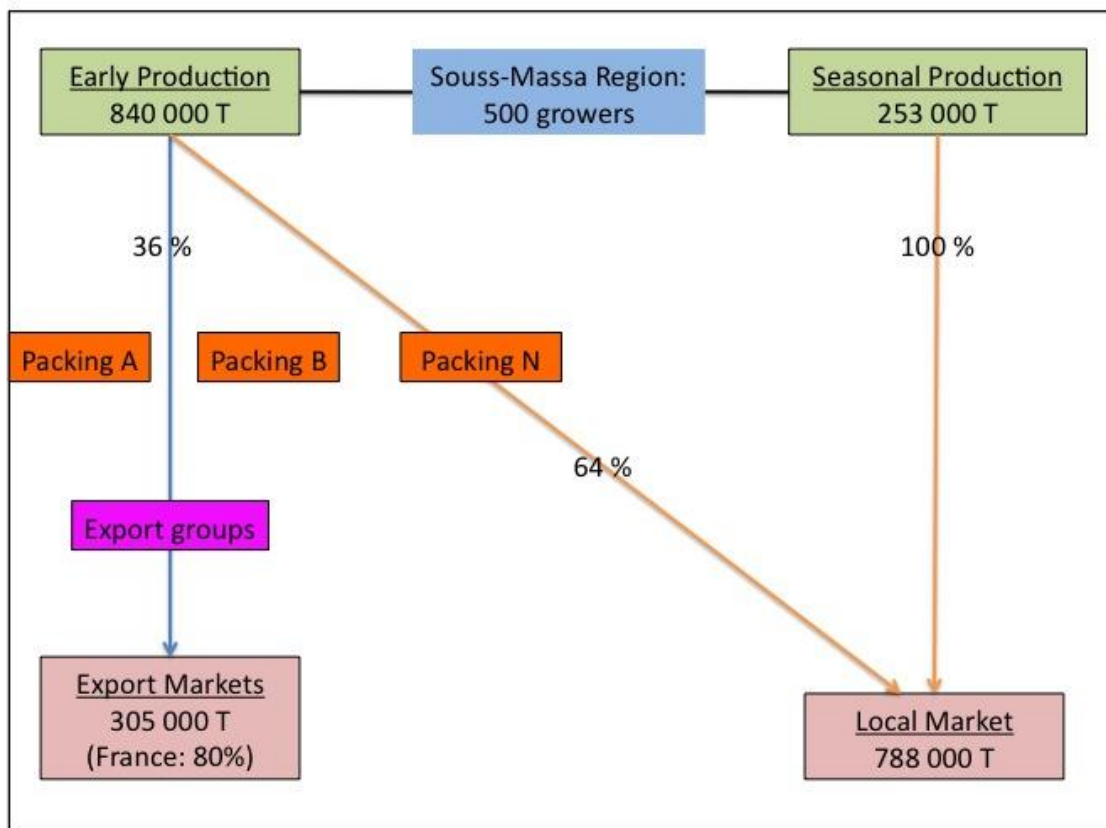 Early Production
840 000 T
Souss-Massa Region:
500 growers
Seasonal Production
253 000 T
36 %
100 %
Packing A
Packing B
Packing N
64 %
Export groups
Export Markets
305 000 T
(France: 80%)
Local Market
788 000 T